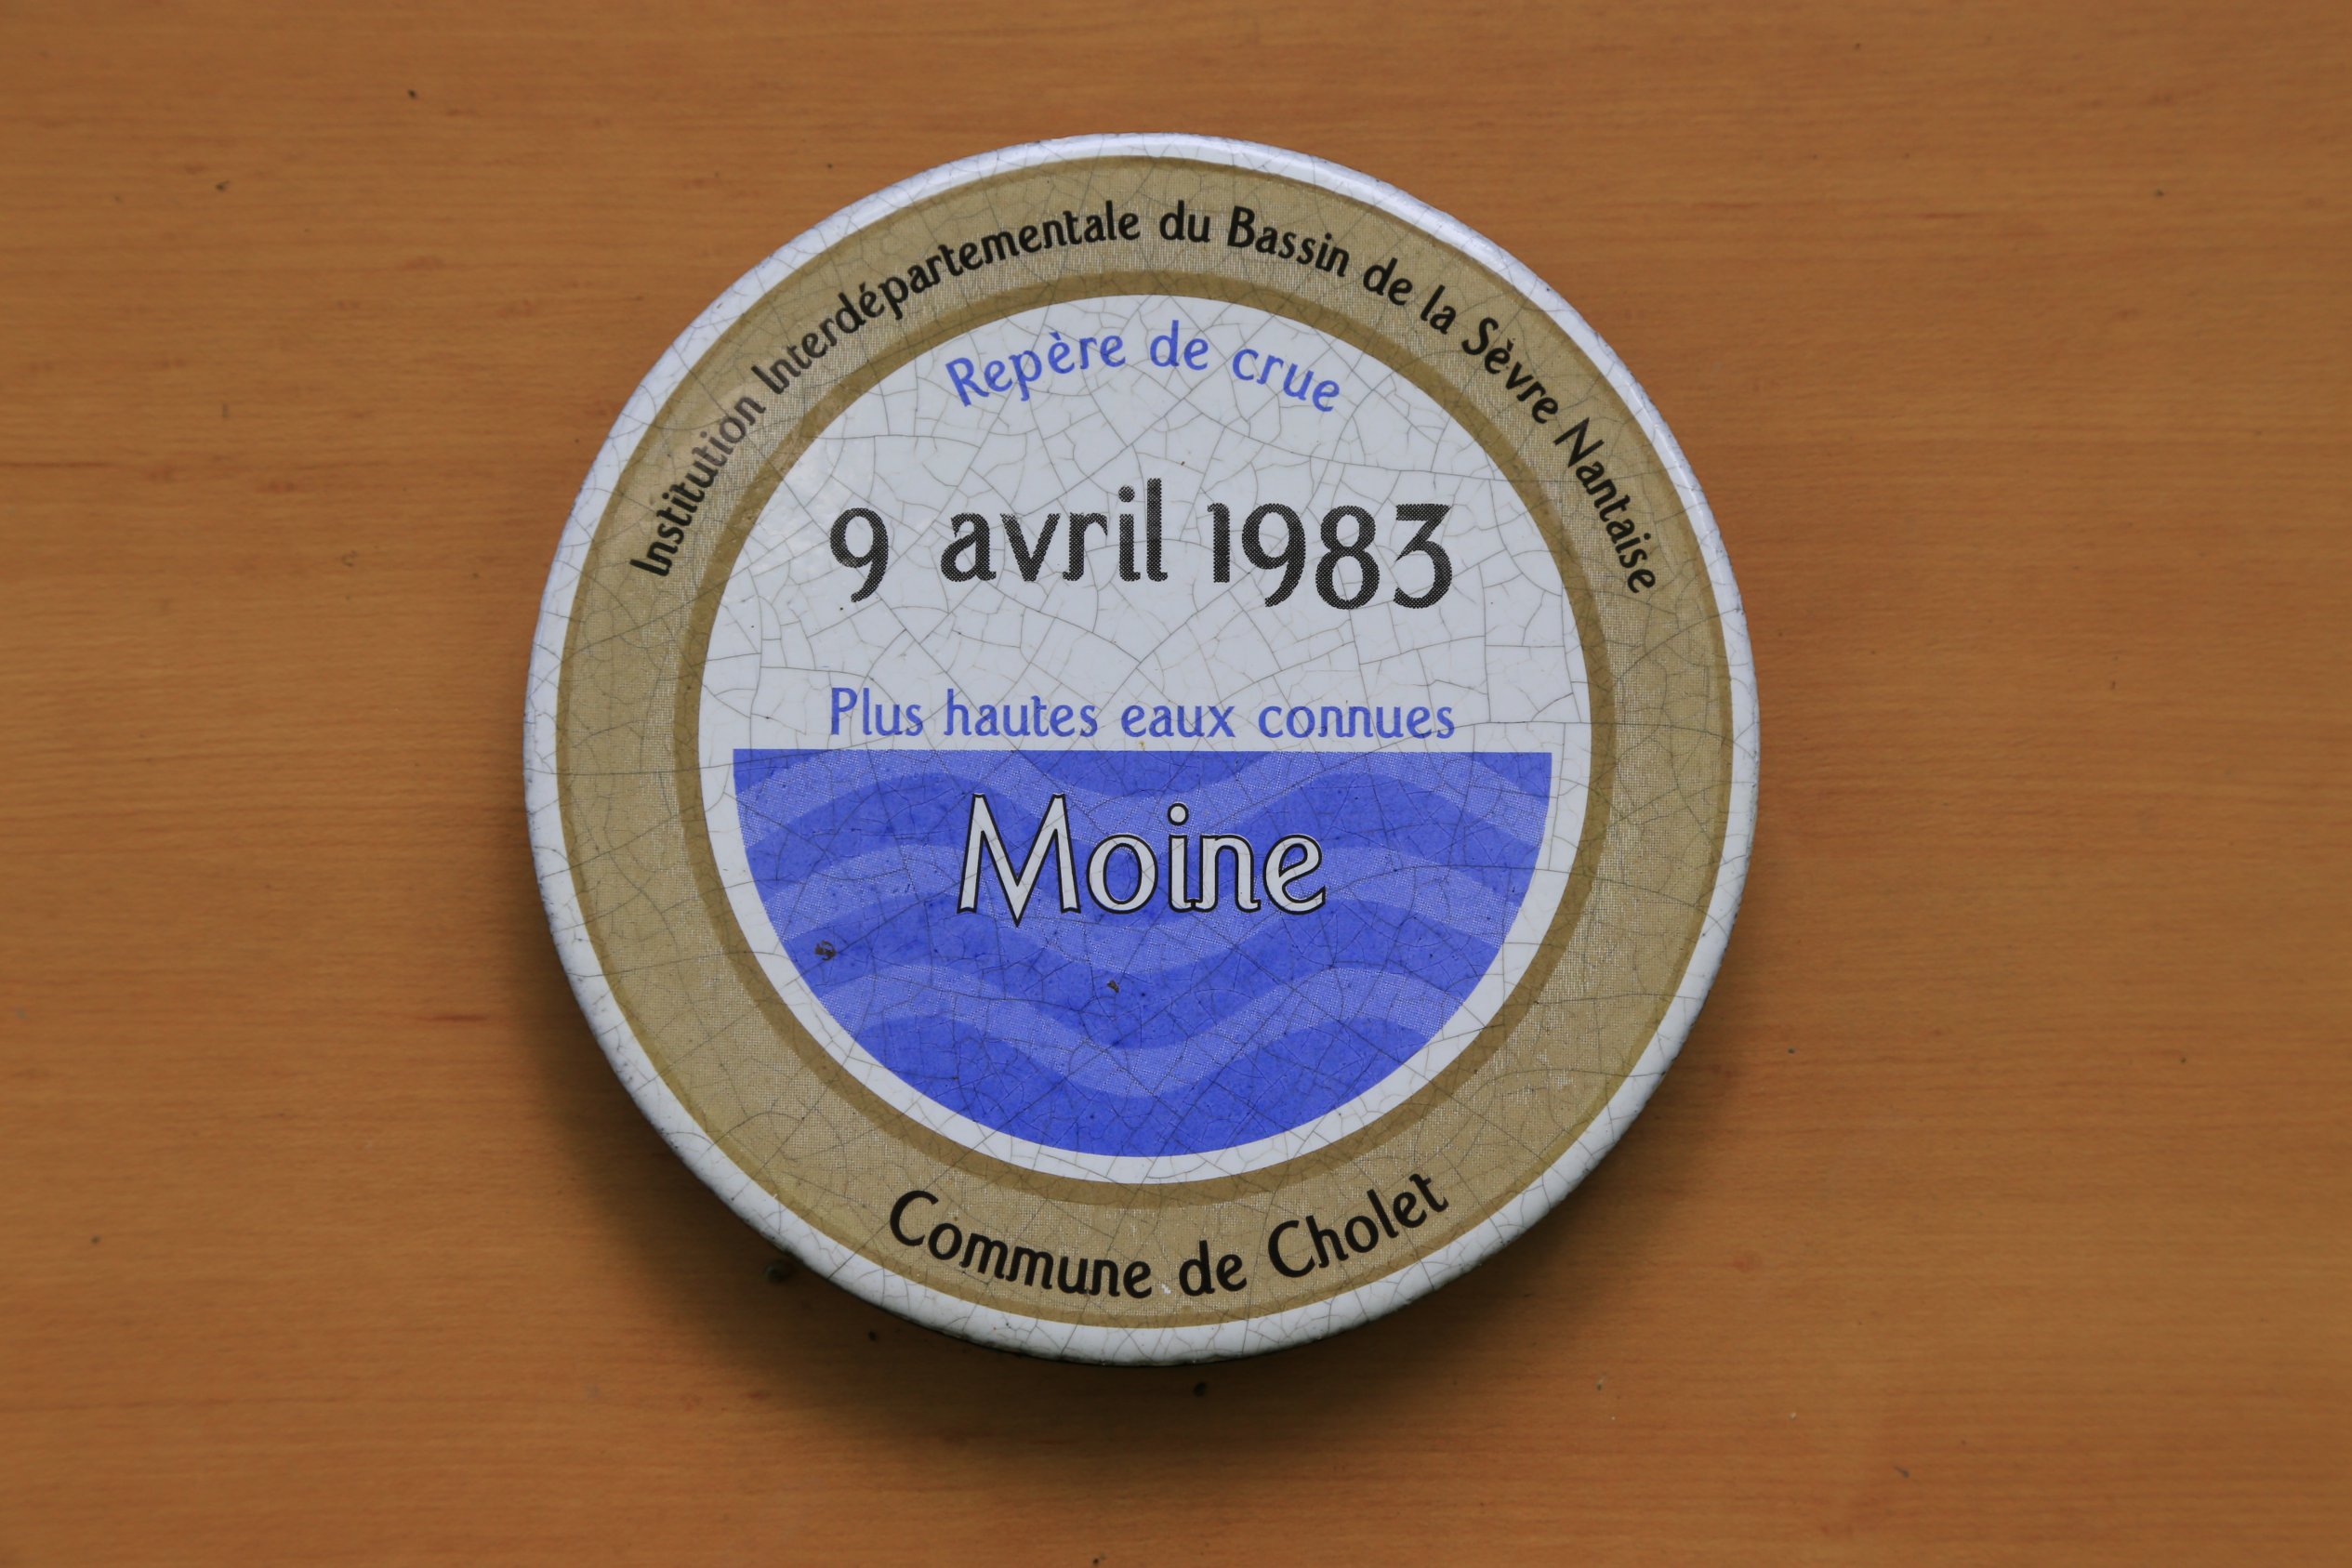 Institution Interdépartementale du Bassin de la Sèvre Nantaise
Repère de crue
9 avril 1983
Plus hautes eaux connues
Moine
Commune de Cholet